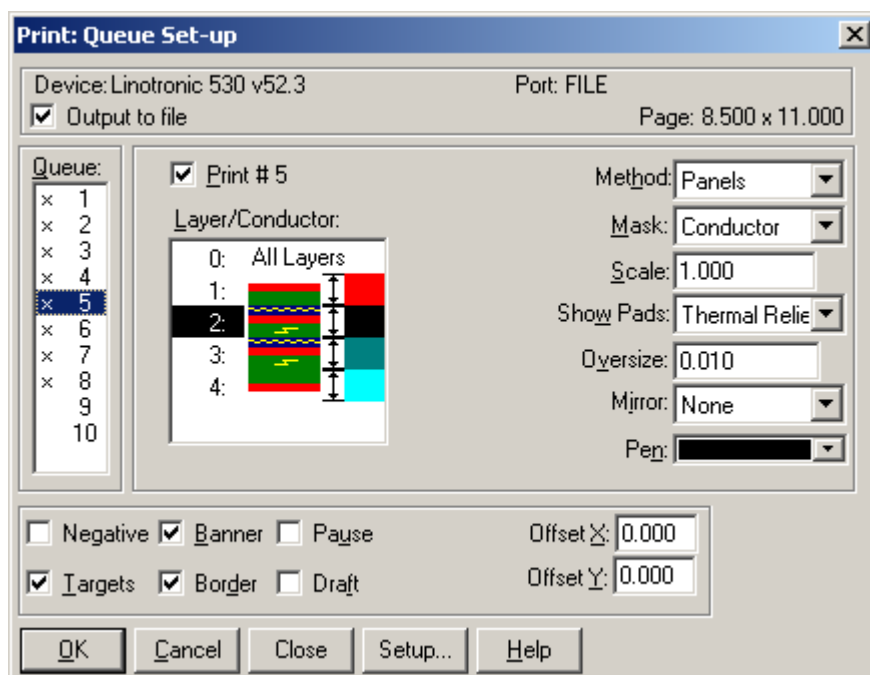 Print: Queue Set-up
Device: Linotronic 530 v52.3 Port: FILE
Output to file Page: 8.500 x 11.000
Queue:
x 1
x 2
x 3
x 4
x 5
x 6
x 7
x 8
9
10
Print # 5
Layer/Conductor:
0: All Layers
1:
2:
3:
4:
Method: Panels
Mask: Conductor
Scale: 1.000
Show Pads: Thermal Relie
Oversize: 0.010
Mirror: None
Pen:
Negative Banner Pause Offset X: 0.000
Targets Border Draft Offset Y: 0.000
OK Cancel Close Setup... Help